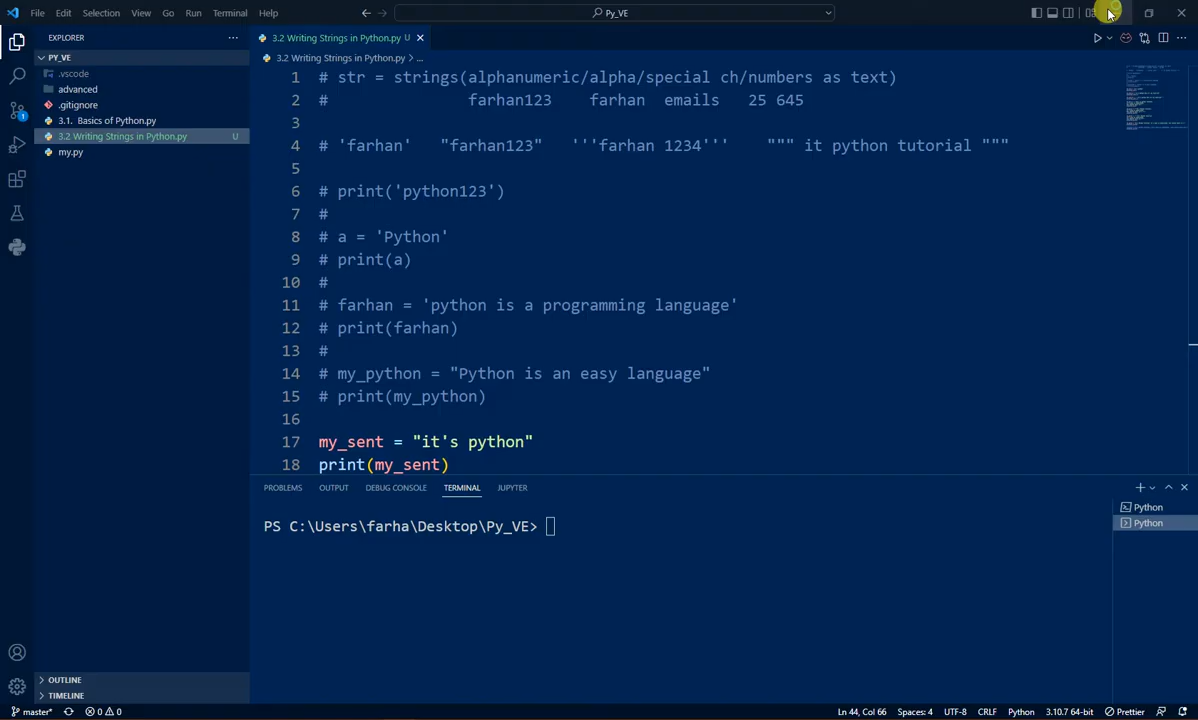 File Edit Selection View Go Run Terminal Help
Py_VE
EXPLORER
PY_VE
.vscode
advanced
.gitignore
3.1. Basics of Python.py
3.2 Writing Strings in Python.py U
my.py
OUTLINE
TIMELINE
3.2 Writing Strings in Python.py U
3.2 Writing Strings in Python.py > ...
1 # str = strings(alphanumeric/alpha/special ch/numbers as text)
2 # farhan123 farhan emails 25 645
3
4 # 'farhan' "farhan123" '''farhan 1234''' """ it python tutorial """
5
6 # print('python123')
7 #
8 # a = 'Python'
9 # print(a)
10 #
11 # farhan = 'python is a programming language'
12 # print(farhan)
13 #
14 # my_python = "Python is an easy language"
15 # print(my_python)
16
17 my_sent = "it's python"
18 print(my_sent)
PROBLEMS OUTPUT DEBUG CONSOLE TERMINAL JUPYTER
PS C:\Users\farha\Desktop\Py_VE>
Python
Python
1
master* 0 0 Ln 44, Col 66 Spaces: 4 UTF-8 CRLF Python 3.10.7 64-bit Prettier